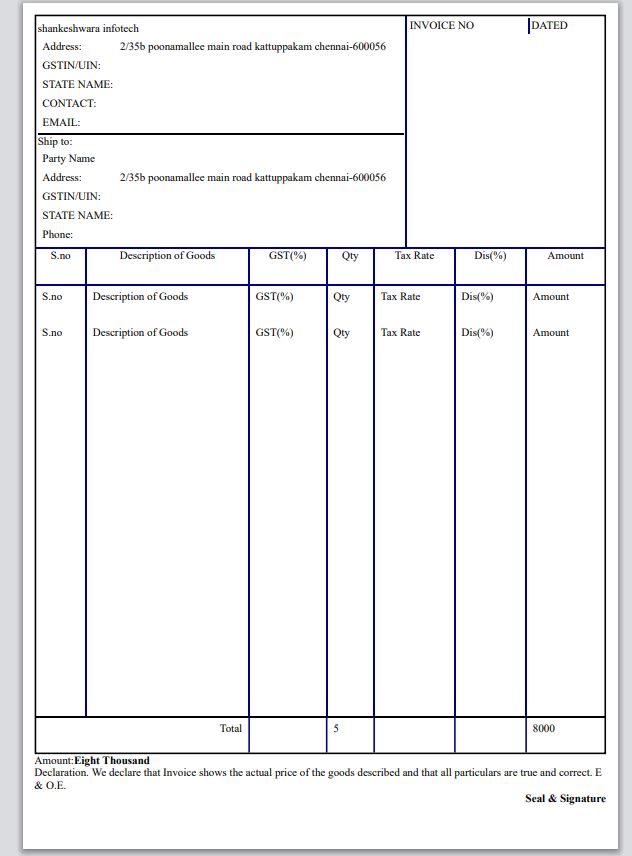 shankeshwara infotech
Address: 2/35b poonamallee main road kattuppakam chennai-600056
GSTIN/UIN:
STATE NAME:
CONTACT:
EMAIL:
INVOICE NO DATED
Ship to:
Party Name
Address: 2/35b poonamallee main road kattuppakam chennai-600056
GSTIN/UIN:
STATE NAME:
Phone:
S.no Description of Goods GST(%) Qty Tax Rate Dis(%) Amount
S.no Description of Goods GST(%) Qty Tax Rate Dis(%) Amount
S.no Description of Goods GST(%) Qty Tax Rate Dis(%) Amount
Total 5 8000
Amount:Eight Thousand
Declaration. We declare that Invoice shows the actual price of the goods described and that all particulars are true and correct. E
& O.E.
Seal & Signature